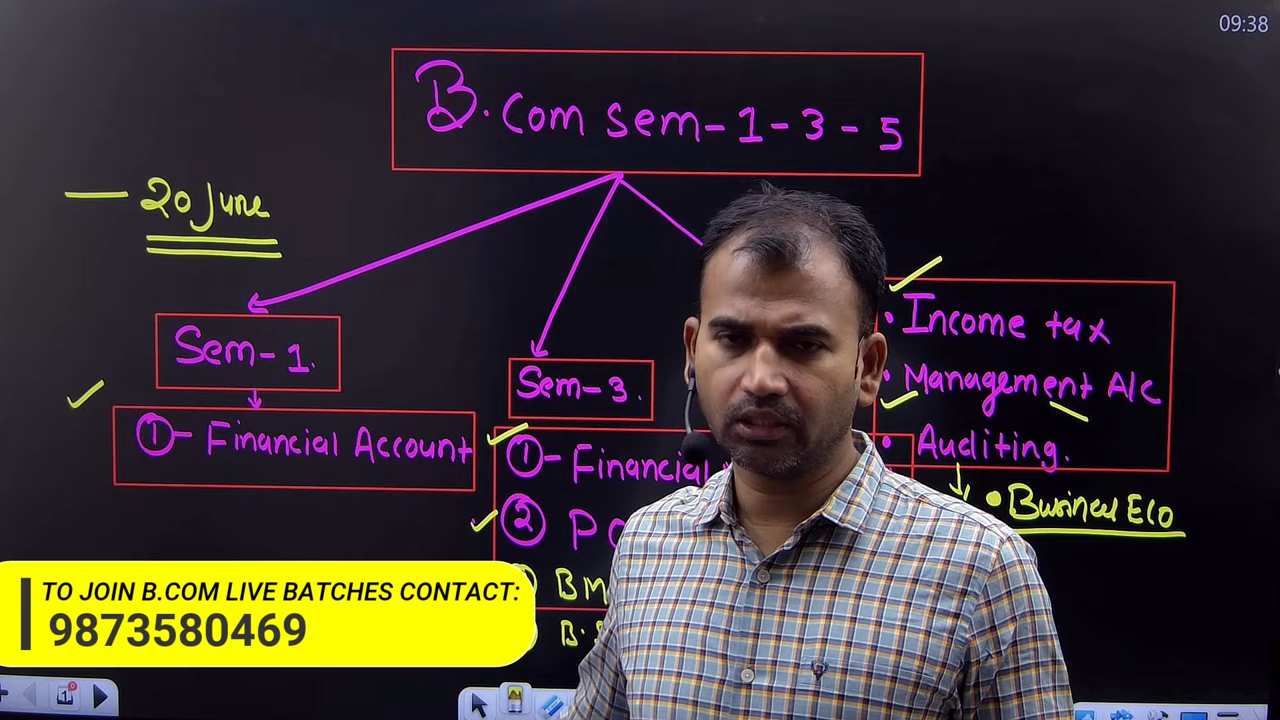 09:38
B.Com Sem-1-3-5
— 20 June
Sem-1.
①- Financial Account
Sem-3.
①- Financial
②
• Income tax
• Management A/c
• Auditing.
• Business Eco
TO JOIN B.COM LIVE BATCHES CONTACT:
9873580469
1